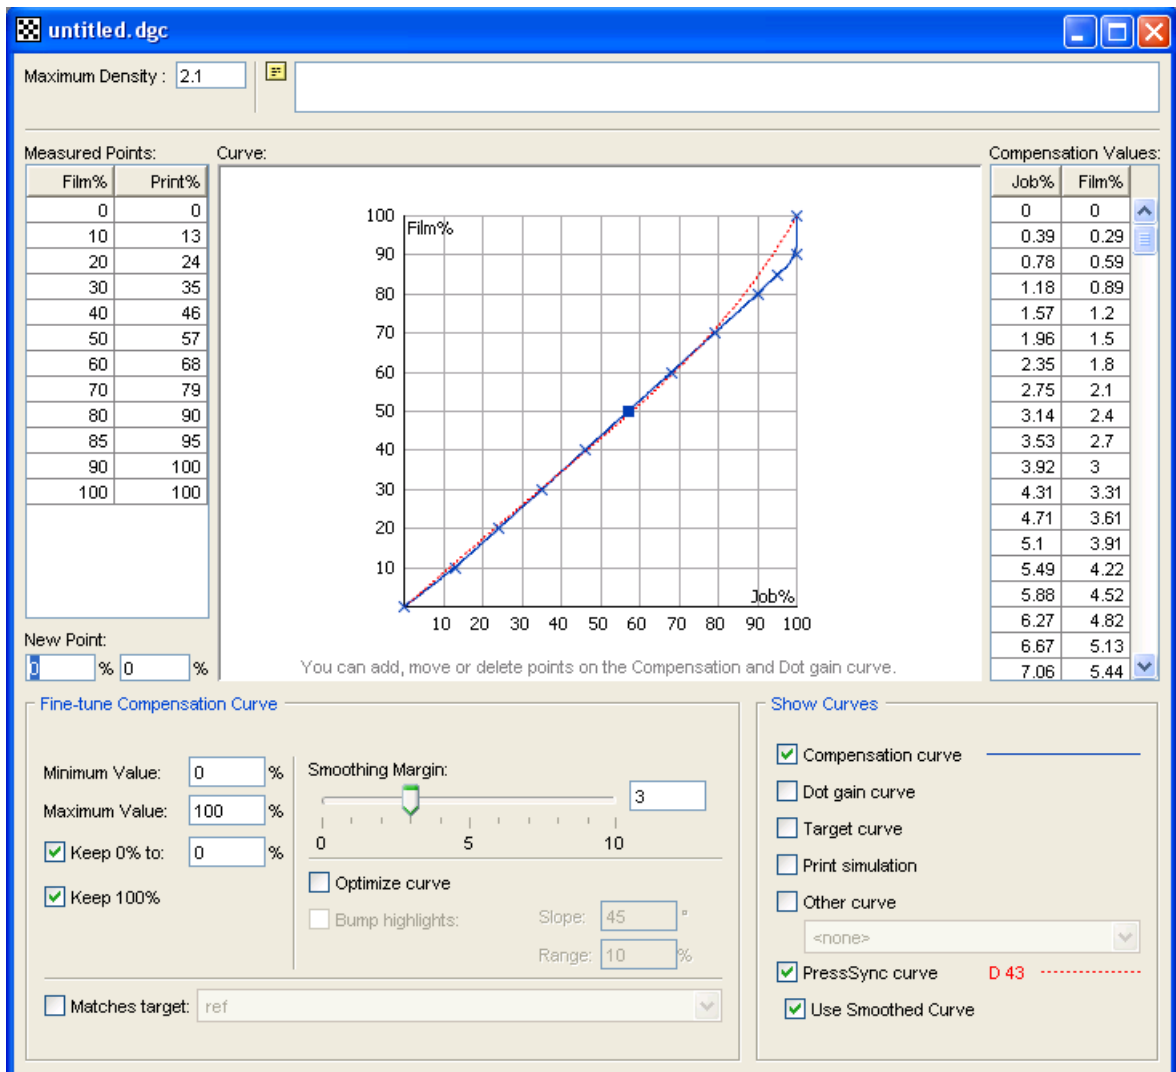 untitled.dgc
Maximum Density : 2.1
Measured Points: Curve: Compensation Values:
Film% Print%
0 0
10 13
20 24
30 35
40 46
50 57
60 68
70 79
80 90
85 95
90 100
100 100
New Point:
0 % 0 %
Film%
100
90
80
70
60
50
40
30
20
10
Job%
10 20 30 40 50 60 70 80 90 100
You can add, move or delete points on the Compensation and Dot gain curve.
Job% Film%
0 0
0.39 0.29
0.78 0.59
1.18 0.89
1.57 1.2
1.96 1.5
2.35 1.8
2.75 2.1
3.14 2.4
3.53 2.7
3.92 3
4.31 3.31
4.71 3.61
5.1 3.91
5.49 4.22
5.88 4.52
6.27 4.82
6.67 5.13
7.06 5.44
Fine-tune Compensation Curve
Minimum Value: 0 %
Maximum Value: 100 %
Keep 0% to: 0 %
Keep 100%
Smoothing Margin:
3
0 5 10
Optimize curve
Bump highlights: Slope: 45 °
Range: 10 %
Matches target: ref
Show Curves
Compensation curve
Dot gain curve
Target curve
Print simulation
Other curve
<none>
PressSync curve D 43
Use Smoothed Curve